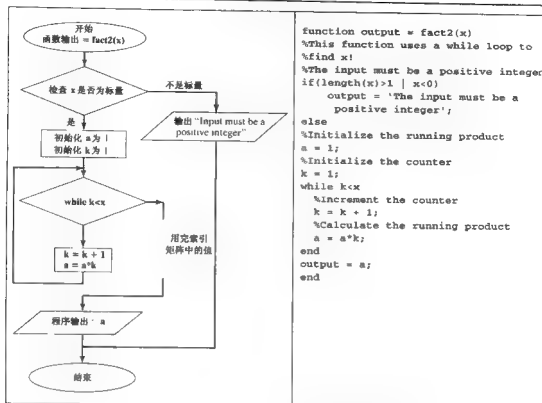 开始
函数输出 = fact2(x)
检查 x 是否为标量
不是标量
是
输出 "Input must be a
positive integer"
初始化 a 为 1
初始化 k 为 1
while k<x
用完索引
矩阵中的值
k = k + 1
a = a*k
程序输出 a
结束
function output = fact2(x)
%This function uses a while loop to
%find x!
%The input must be a positive integer
if(length(x)>1 | x<0)
output = 'The input must be a
positive integer';
else
%Initialize the running product
a = 1;
%Initialize the counter
k = 1;
while k<x
%Increment the counter
k = k + 1;
%Calculate the running product
a = a*k;
end
output = a;
end